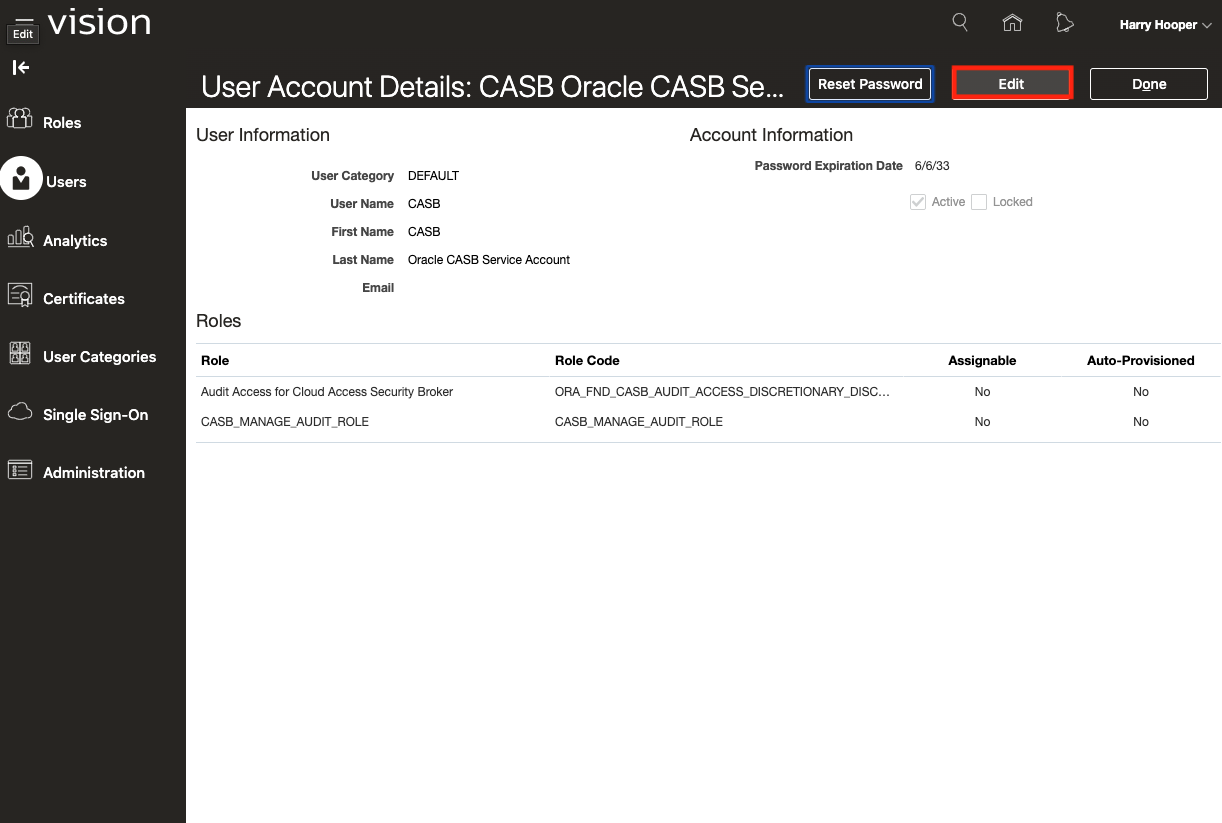 vision
Edit
Harry Hooper
User Account Details: CASB Oracle CASB Se...
Reset Password
Edit
Done
Roles
Users
Analytics
Certificates
User Categories
Single Sign-On
Administration
User Information
User Category DEFAULT
User Name CASB
First Name CASB
Last Name Oracle CASB Service Account
Email
Account Information
Password Expiration Date 6/6/33
Active Locked
Roles
Role Role Code Assignable Auto-Provisioned
Audit Access for Cloud Access Security Broker ORA_FND_CASB_AUDIT_ACCESS_DISCRETIONARY_DISC... No No
CASB_MANAGE_AUDIT_ROLE CASB_MANAGE_AUDIT_ROLE No No